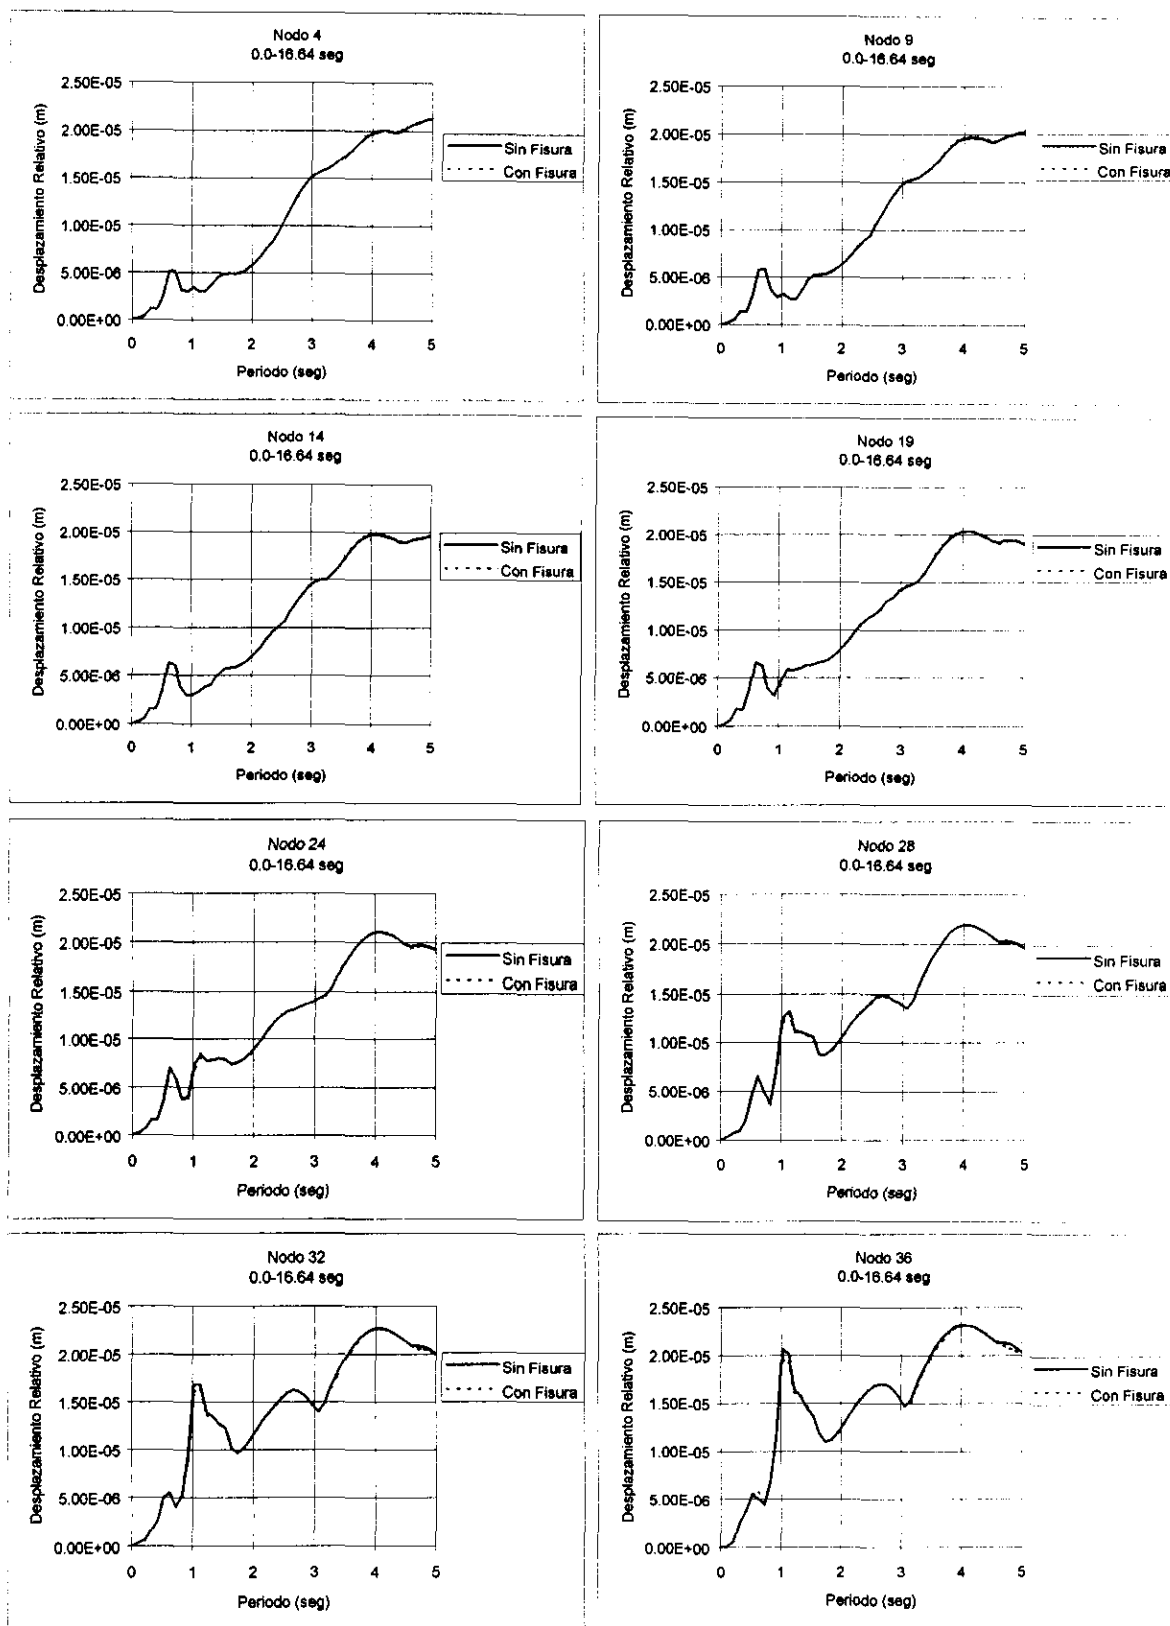 Nodo 4
0.0-16.64 seg
Desplazamiento Relativo (m)
2.50E-05
2.00E-05
1.50E-05
1.00E-05
5.00E-06
0.00E+00
0 1 2 3 4 5
Periodo (seg)
Sin Fisura
Con Fisura
Nodo 9
0.0-16.64 seg
Desplazamiento Relativo (m)
2.50E-05
2.00E-05
1.50E-05
1.00E-05
5.00E-06
0.00E+00
0 1 2 3 4 5
Periodo (seg)
Sin Fisura
Con Fisura
Nodo 14
0.0-16.64 seg
Desplazamiento Relativo (m)
2.50E-05
2.00E-05
1.50E-05
1.00E-05
5.00E-06
0.00E+00
0 1 2 3 4 5
Periodo (seg)
Sin Fisura
Con Fisura
Nodo 19
0.0-16.64 seg
Desplazamiento Relativo (m)
2.50E-05
2.00E-05
1.50E-05
1.00E-05
5.00E-06
0.00E+00
0 1 2 3 4 5
Periodo (seg)
Sin Fisura
Con Fisura
Nodo 24
0.0-16.64 seg
Desplazamiento Relativo (m)
2.50E-05
2.00E-05
1.50E-05
1.00E-05
5.00E-06
0.00E+00
0 1 2 3 4 5
Periodo (seg)
Sin Fisura
Con Fisura
Nodo 28
0.0-16.64 seg
Desplazamiento Relativo (m)
2.50E-05
2.00E-05
1.50E-05
1.00E-05
5.00E-06
0.00E+00
0 1 2 3 4 5
Periodo (seg)
Sin Fisura
Con Fisura
Nodo 32
0.0-16.64 seg
Desplazamiento Relativo (m)
2.50E-05
2.00E-05
1.50E-05
1.00E-05
5.00E-06
0.00E+00
0 1 2 3 4 5
Periodo (seg)
Sin Fisura
Con Fisura
Nodo 36
0.0-16.64 seg
Desplazamiento Relativo (m)
2.50E-05
2.00E-05
1.50E-05
1.00E-05
5.00E-06
0.00E+00
0 1 2 3 4 5
Periodo (seg)
Sin Fisura
Con Fisura